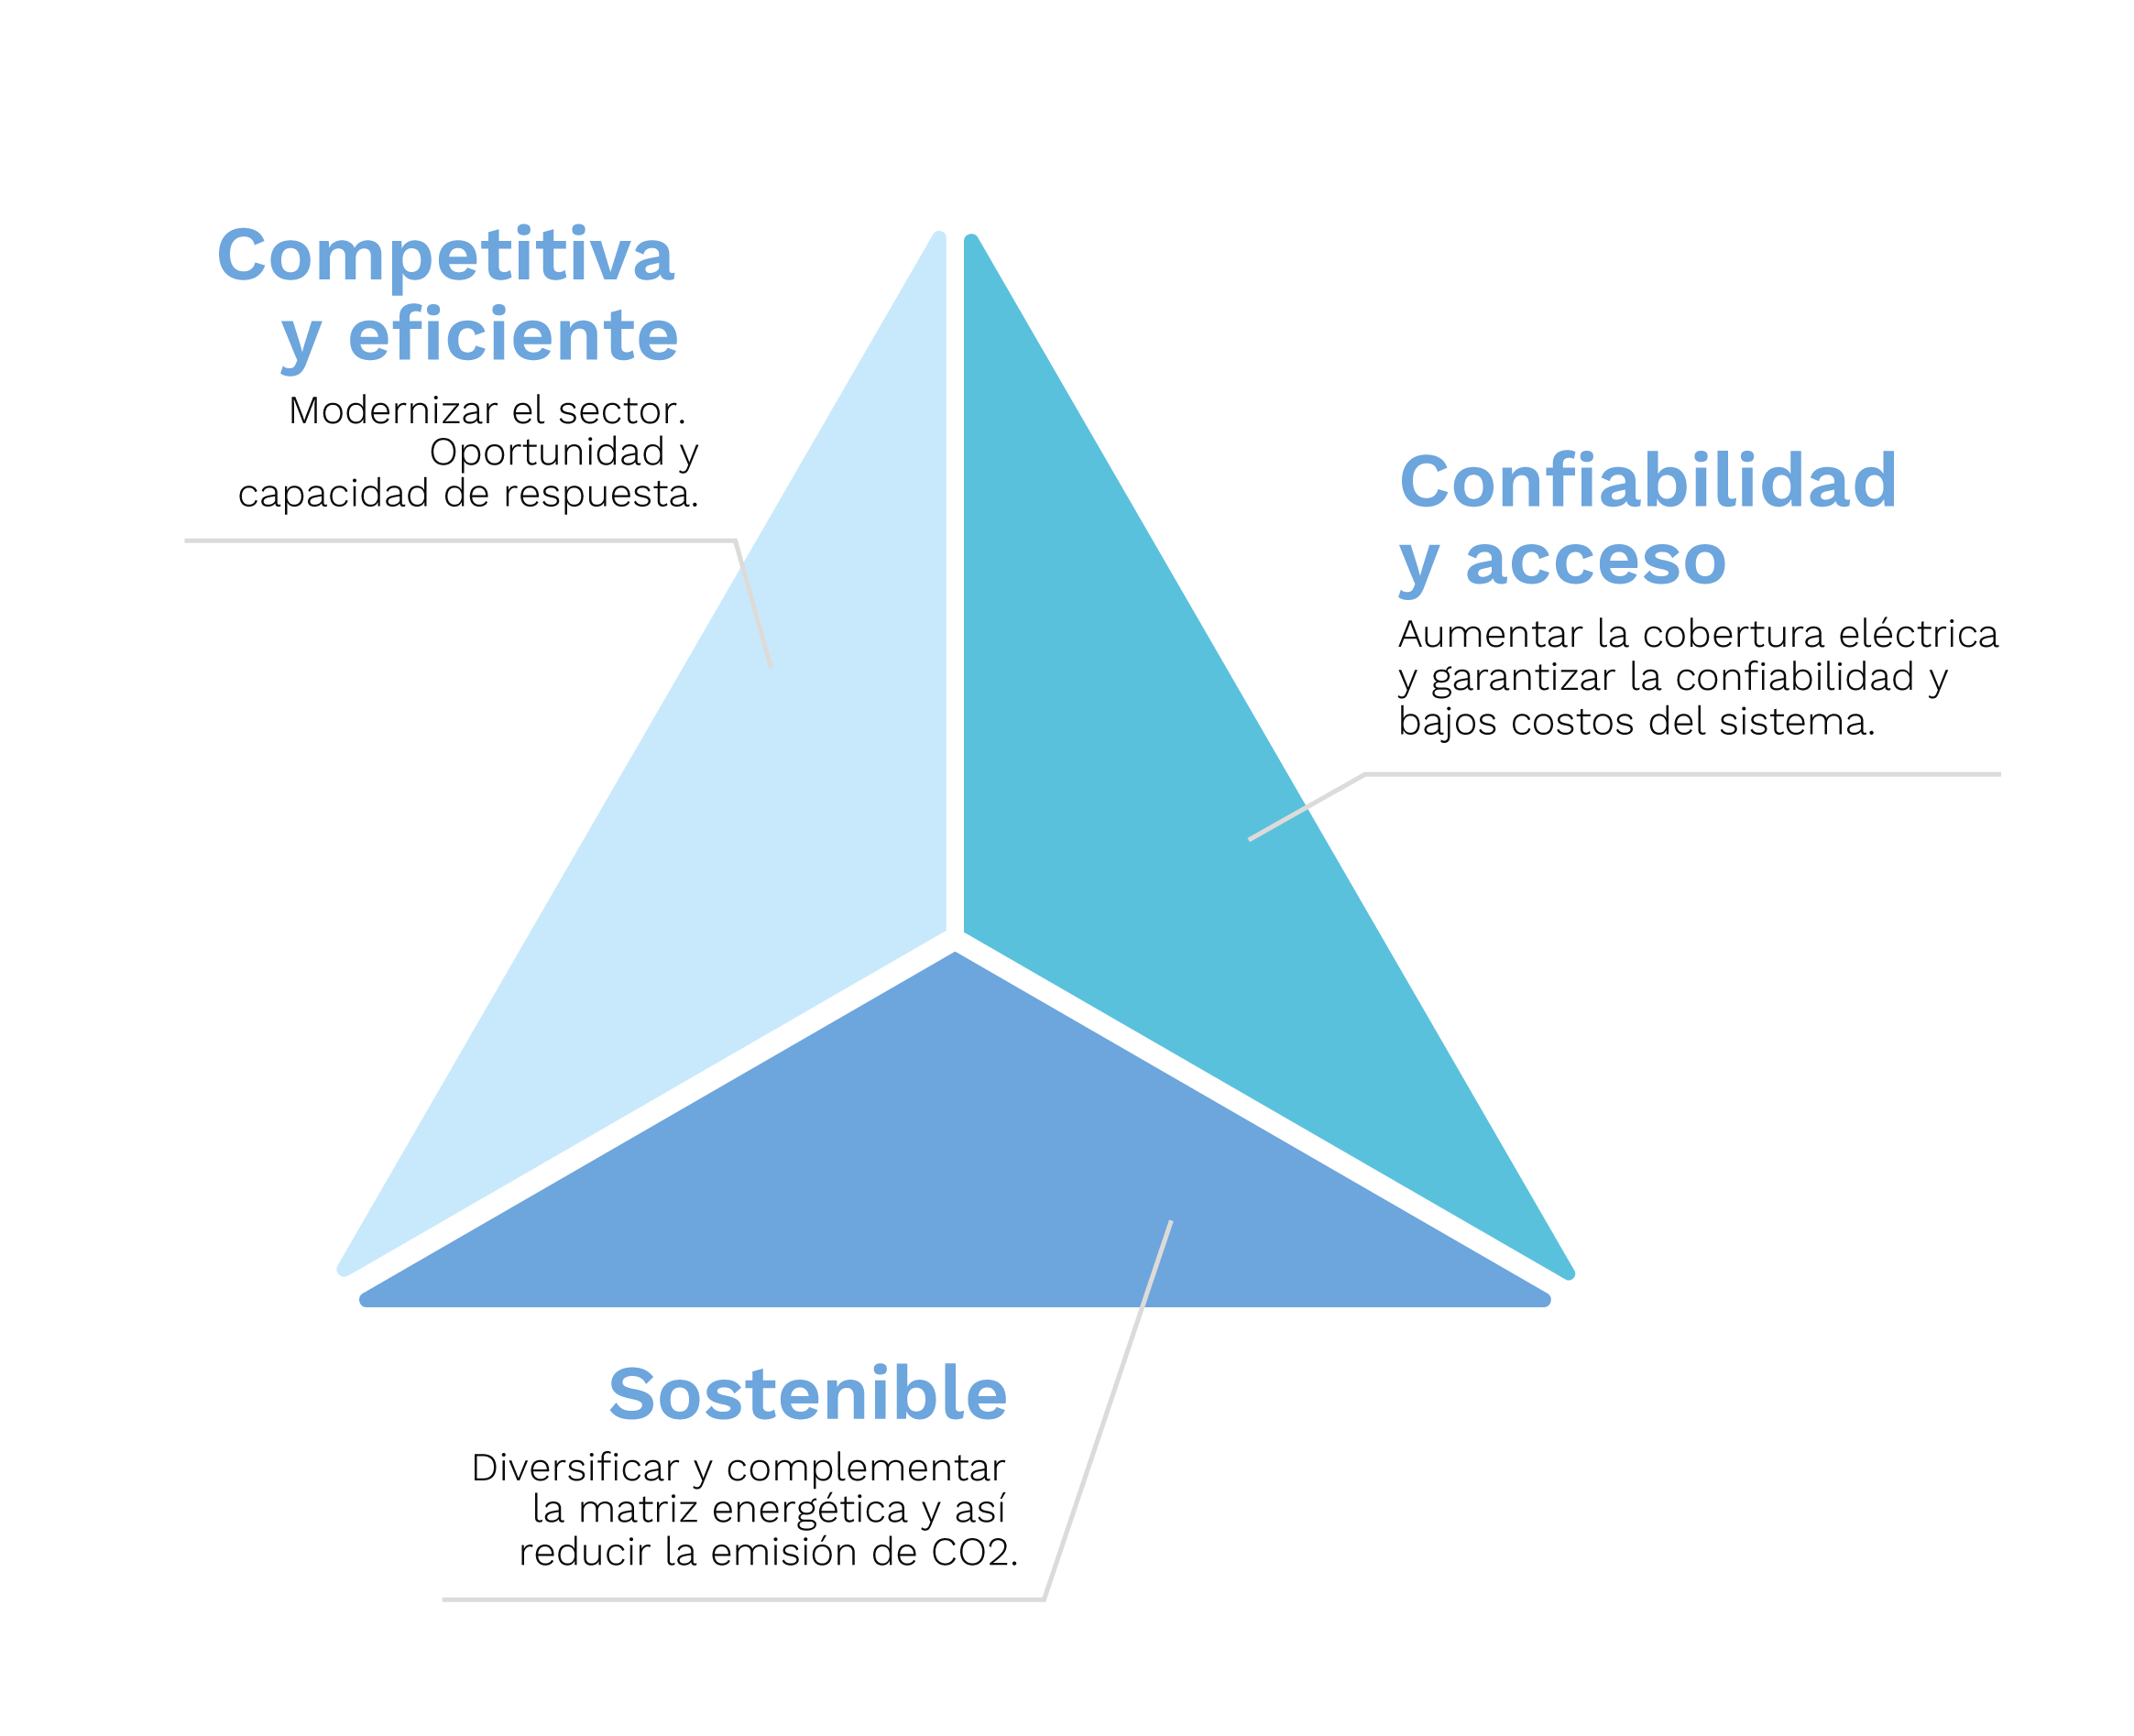 Competitiva
y eficiente
Modernizar el sector.
Oportunidad y
capacidad de respuesta.
Confiabilidad
y acceso
Aumentar la cobertura eléctrica
y garantizar la confiabilidad y
bajos costos del sistema.
Sostenible
Diversificar y complementar
la matriz energética y así
reducir la emisión de CO2.